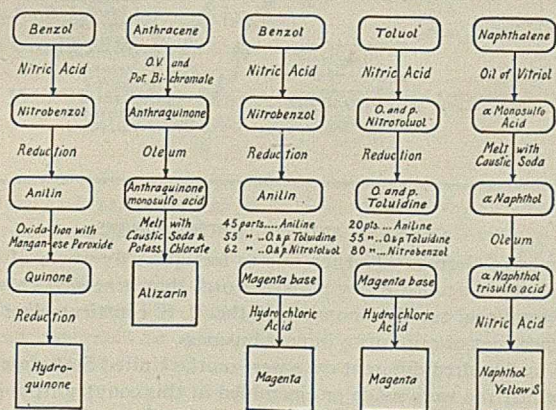 Benzol
Nitric Acid
Nitrobenzol
Reduction
Anilin
Oxidation with
Manganese Peroxide
Quinone
Reduction
Hydro-
quinone
Anthracene
O.V. and
Pot. Bi-chromate
Anthraquinone
Oleum
Anthraquinone
monosulfo acid
Melt with
Caustic Soda &
Potass Chlorate
Alizarin
Benzol
Nitric Acid
Nitrobenzol
Reduction
Anilin
45 parts.... Aniline
55 " ..O.&p Toluidine
62 " ..O.&p Nitrotoluol
Magenta base
Hydrochloric
Acid
Magenta
Toluol
Nitric Acid
O. and p.
Nitrotoluol
Reduction
O. and p.
Toluidine
20 pts.... Aniline
55 " ..O.&p Toluidine
80 " ...Nitrobenzol
Magenta base
Hydrochloric
Acid
Magenta
Naphthalene
Oil of Vitriol
α Monosulfo
Acid
Melt with
Caustic Soda
α Naphthol
Oleum
α Naphthol
trisulfo acid
Nitric Acid
Naphthol
Yellow S